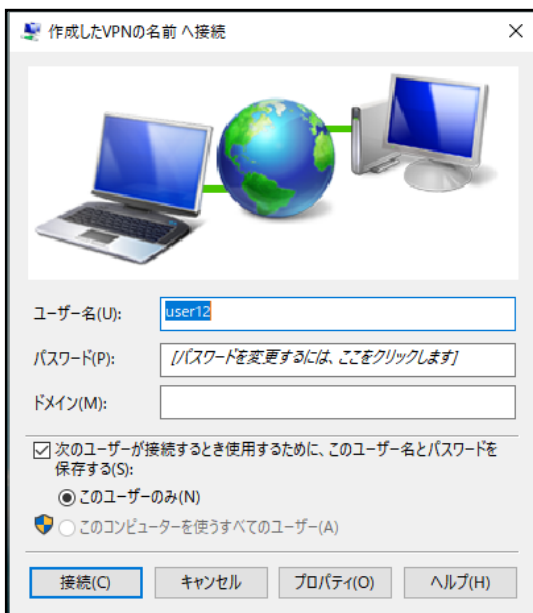 作成したVPNの名前 へ接続
ユーザー名(U):
user12
パスワード(P):
[パスワードを変更するには、ここをクリックします]
ドメイン(M):
次のユーザーが接続するとき使用するために、このユーザー名とパスワードを
保存する(S):
このユーザーのみ(N)
このコンピューターを使うすべてのユーザー(A)
接続(C)
キャンセル
プロパティ(O)
ヘルプ(H)